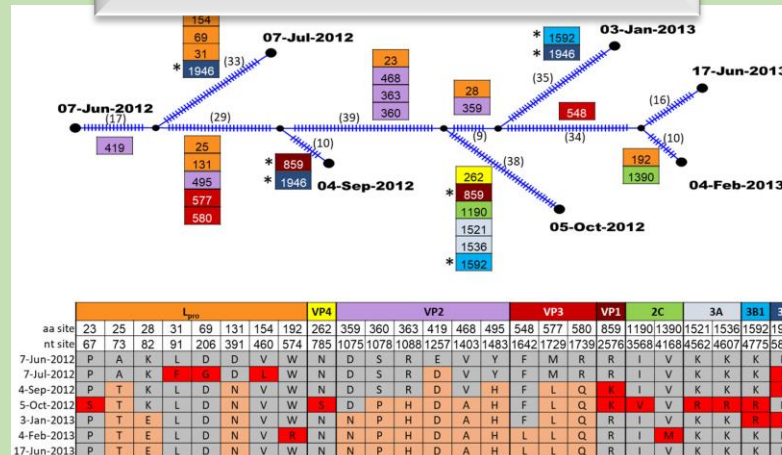 154
69
31
* 1946
07-Jul-2012
(33)
07-Jun-2012
(17)
419
(29)
25
131
495
577
580
(10)
* 859
* 1946
04-Sep-2012
(39)
23
468
363
360
28
359
(9)
* 1592
* 1946
03-Jan-2013
(35)
548
(34)
17-Jun-2013
(16)
(10)
192
1390
04-Feb-2013
(38)
262
* 859
1190
1521
1536
* 1592
05-Oct-2012
Lpro VP4 VP2 VP3 VP1 2C 3A 3B1
aa site 23 25 28 31 69 131 154 192 262 359 360 363 419 468 495 548 577 580 859 1190 1390 1521 1536 1592
nt site 67 73 82 91 206 391 460 574 785 1075 1078 1088 1257 1403 1483 1642 1729 1739 2576 3568 4168 4562 4607 4775
7-Jun-2012 P A K L D D V W N D S R E V Y F M R R I V K K K
7-Jul-2012 P A K F G D L W N D S R D V Y F M R R I V K K K
4-Sep-2012 P T K L D N V W N D S R D V H F L Q K I V K K K
5-Oct-2012 S T K L D N V W S D P H D A H F L Q K V V R R R
3-Jan-2013 P T E L D N V W N N P H D A H F L Q R I V K K R
4-Feb-2013 P T E L D N V R N N P H D A H L L Q R I M K K K
17-Jun-2013 P T E L D N V W N N P H D A H L L Q R I V K K K